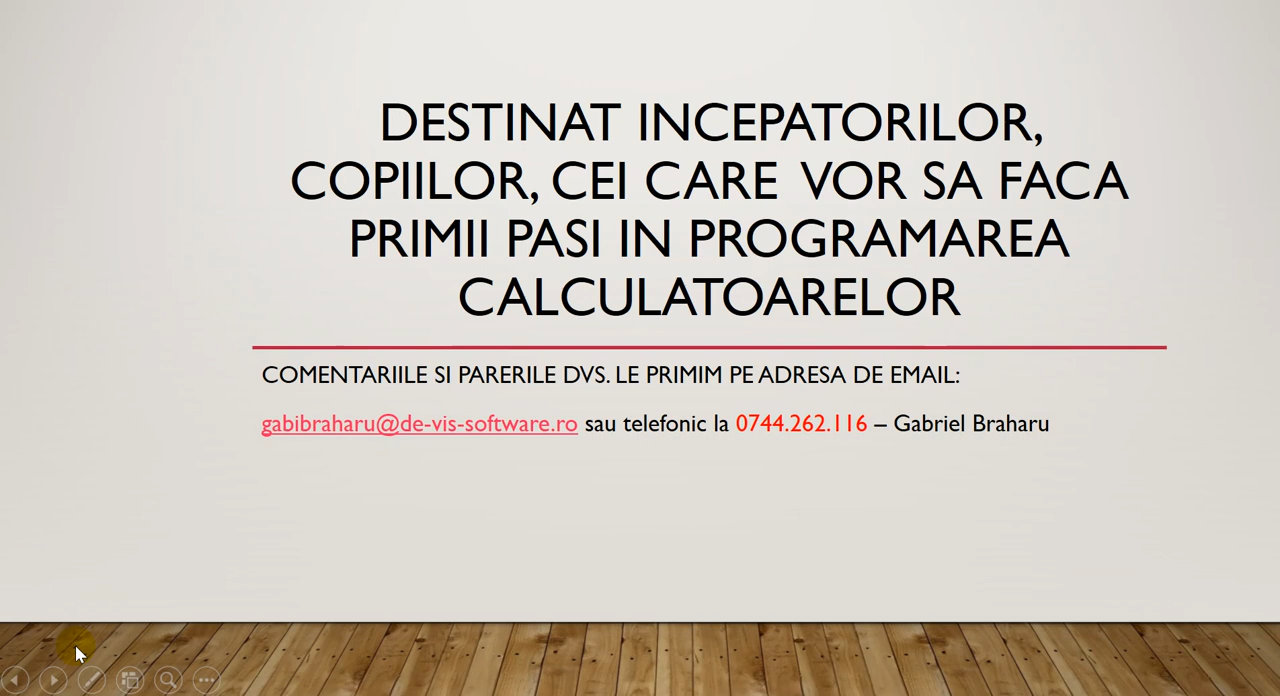 DESTINAT INCEPATORILOR,
COPIILOR, CEI CARE VOR SA FACA
PRIMII PASI IN PROGRAMAREA
CALCULATOARELOR
COMENTARIILE SI PARERILE DVS. LE PRIMIM PE ADRESA DE EMAIL:
gabibraharu@de-vis-software.ro sau telefonic la 0744.262.116 – Gabriel Braharu